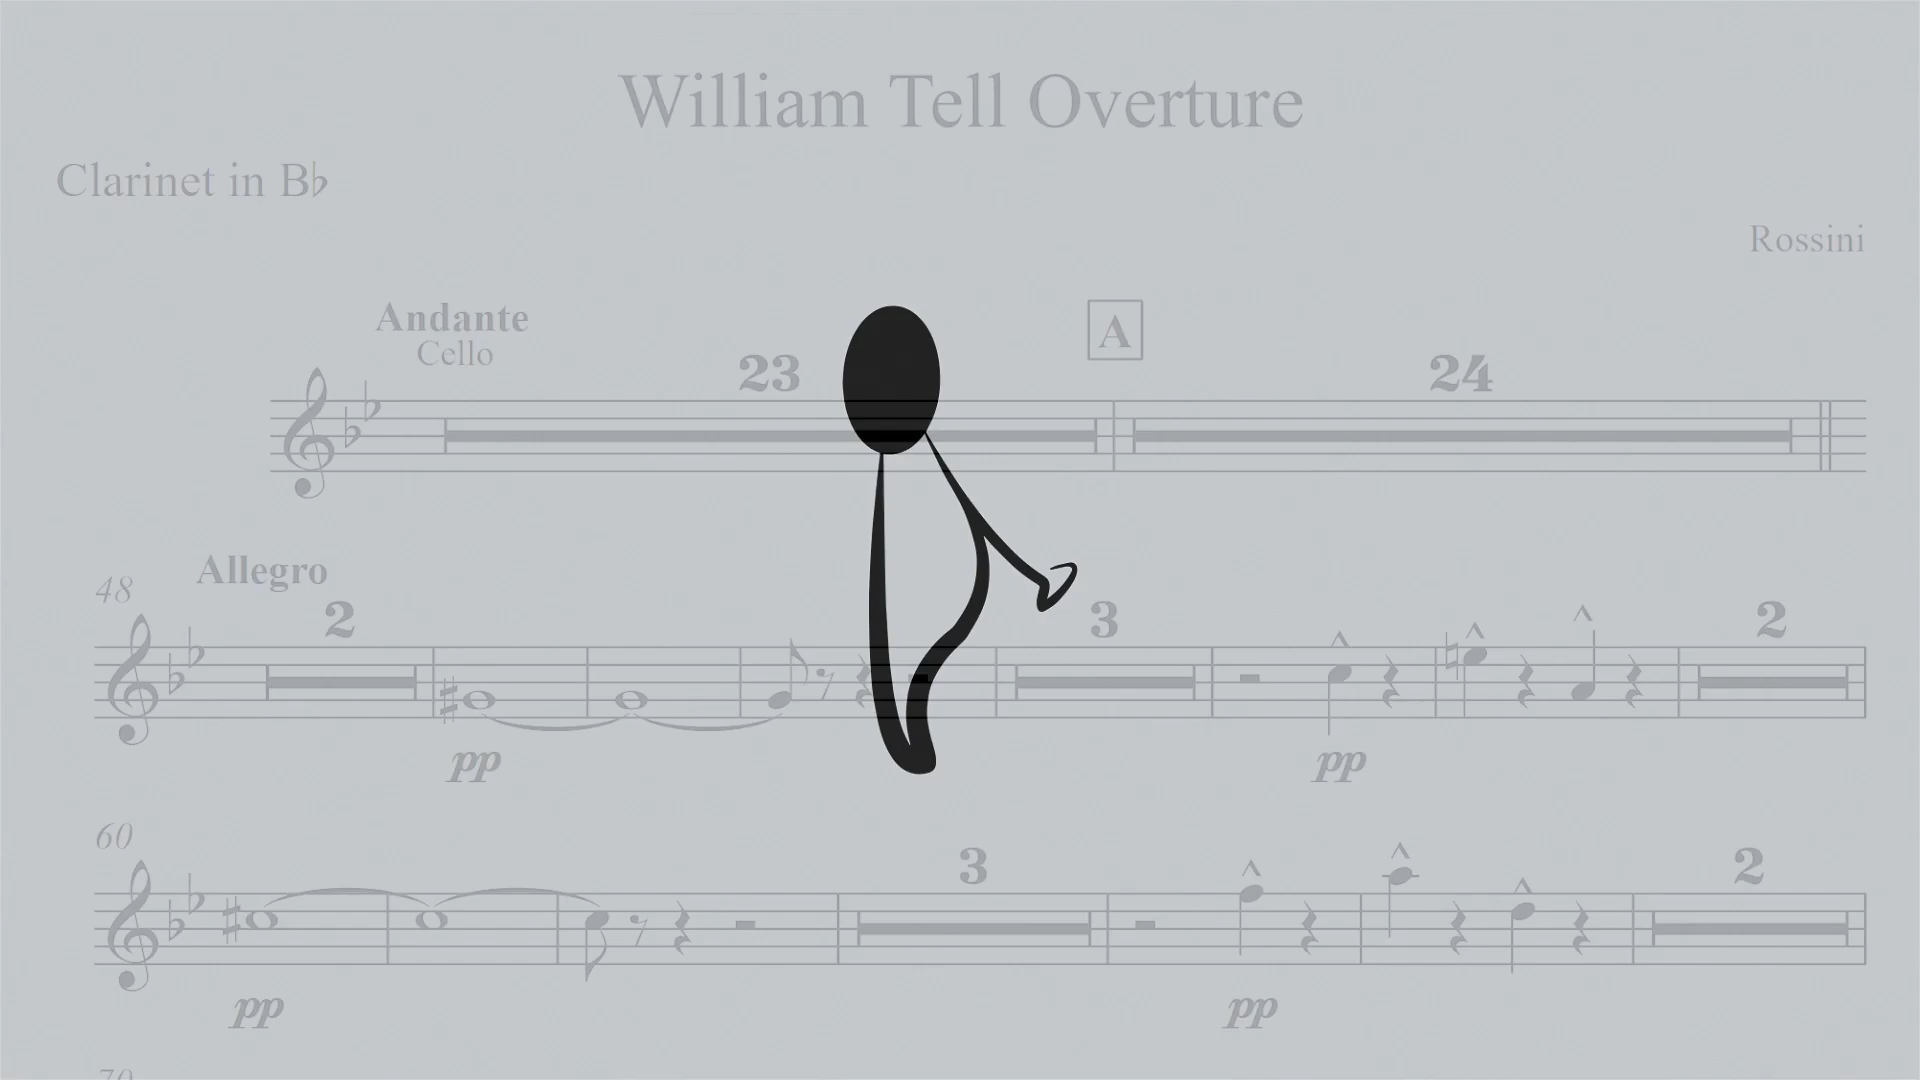 William Tell Overture
Clarinet in B♭
Rossini
Andante
Cello
23
A
24
48
Allegro
2
3
2
pp
pp
60
3
2
pp
pp
70